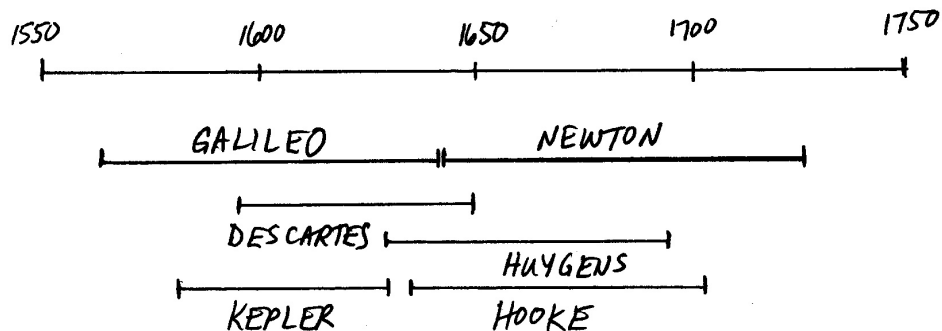 1550 1600 1650 1700 1750
GALILEO NEWTON
DESCARTES
HUYGENS
KEPLER HOOKE